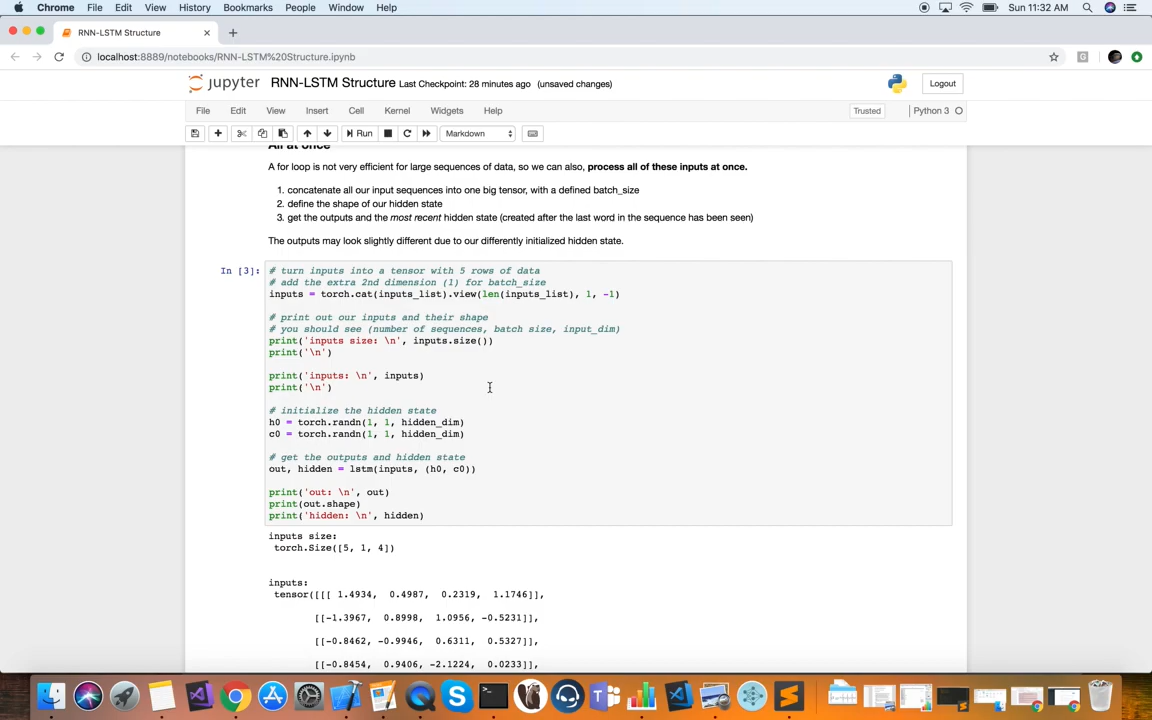 Chrome File Edit View History Bookmarks People Window Help Sun 11:32 AM
RNN-LSTM Structure
localhost:8889/notebooks/RNN-LSTM%20Structure.ipynb
jupyter RNN-LSTM Structure Last Checkpoint: 28 minutes ago (unsaved changes) Logout
File Edit View Insert Cell Kernel Widgets Help Trusted Python 3
Run Markdown
All at once
A for loop is not very efficient for large sequences of data, so we can also, process all of these inputs at once.
1. concatenate all our input sequences into one big tensor, with a defined batch_size
2. define the shape of our hidden state
3. get the outputs and the most recent hidden state (created after the last word in the sequence has been seen)
The outputs may look slightly different due to our differently initialized hidden state.
In [3]: # turn inputs into a tensor with 5 rows of data
# add the extra 2nd dimension (1) for batch_size
inputs = torch.cat(inputs_list).view(len(inputs_list), 1, -1)
# print out our inputs and their shape
# you should see (number of sequences, batch size, input_dim)
print('inputs size: \n', inputs.size())
print('\n')
print('inputs: \n', inputs)
print('\n')
# initialize the hidden state
h0 = torch.randn(1, 1, hidden_dim)
c0 = torch.randn(1, 1, hidden_dim)
# get the outputs and hidden state
out, hidden = lstm(inputs, (h0, c0))
print('out: \n', out)
print(out.shape)
print('hidden: \n', hidden)
inputs size:
torch.Size([5, 1, 4])
inputs:
tensor([[[ 1.4934, 0.4987, 0.2319, 1.1746]],
[[-1.3967, 0.8998, 1.0956, -0.5231]],
[[-0.8462, -0.9946, 0.6311, 0.5327]],
[[-0.8454, 0.9406, -2.1224, 0.0233]],